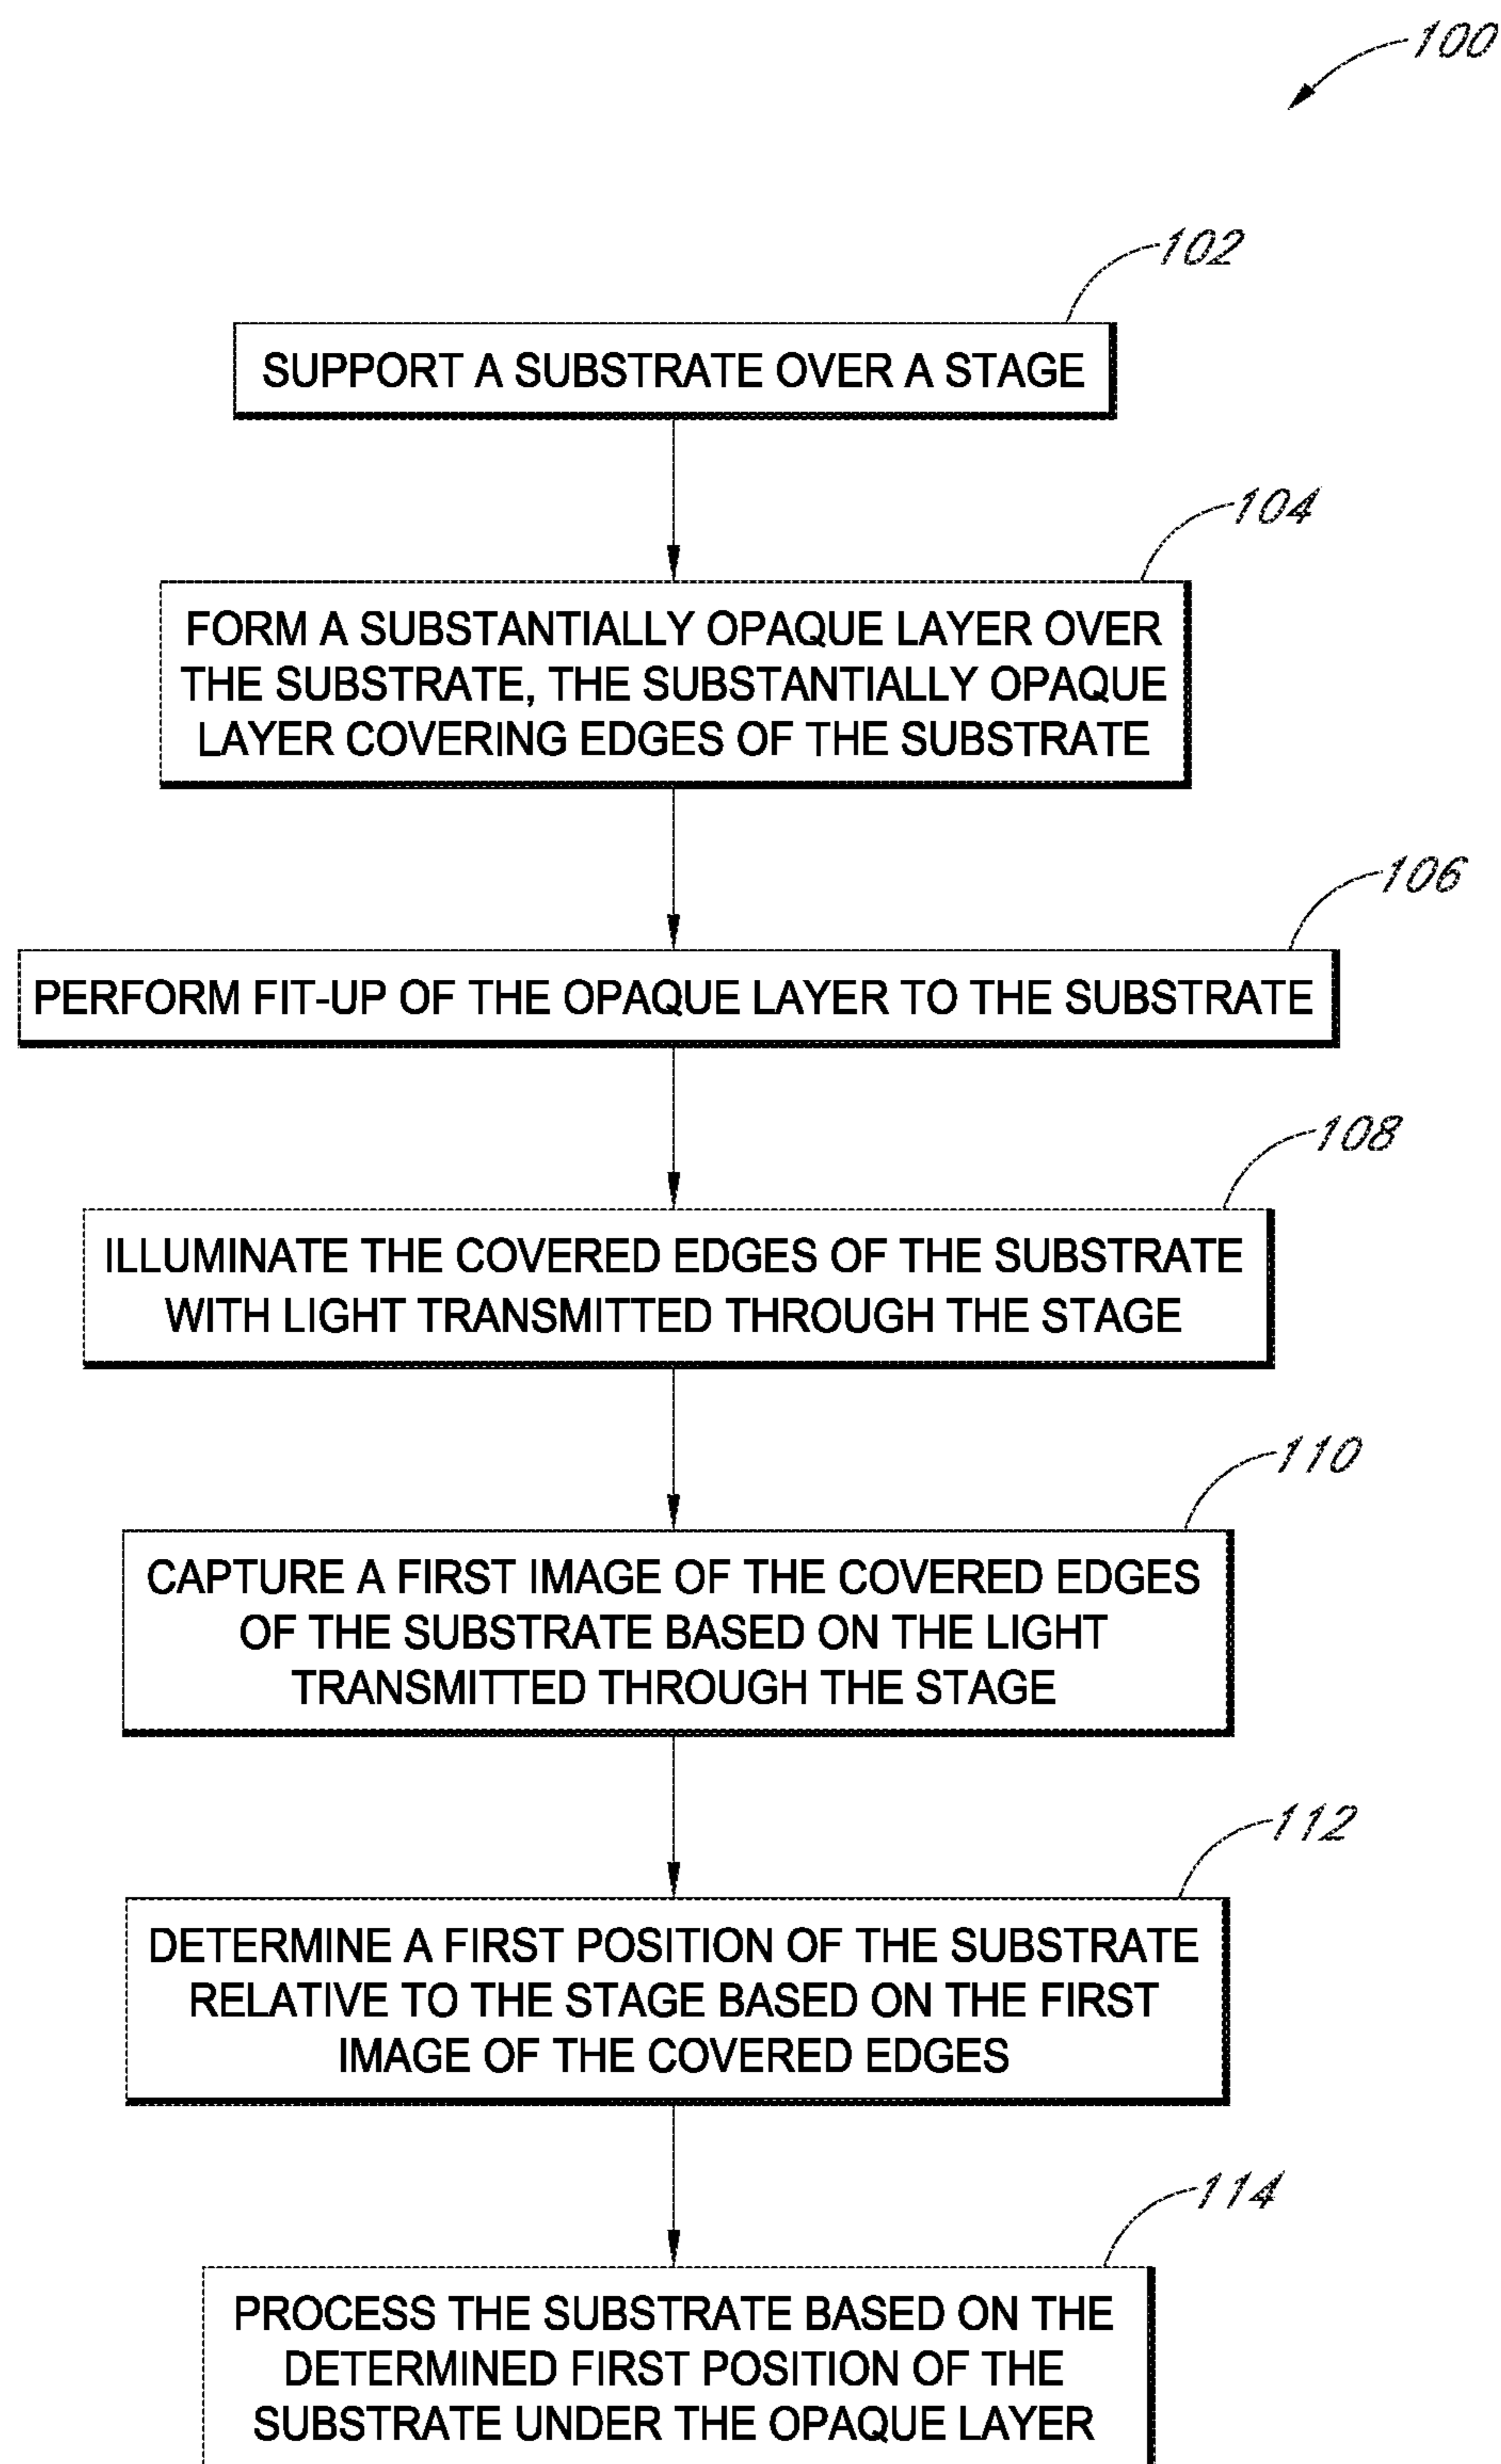 100
102
SUPPORT A SUBSTRATE OVER A STAGE
104
FORM A SUBSTANTIALLY OPAQUE LAYER OVER
THE SUBSTRATE, THE SUBSTANTIALLY OPAQUE
LAYER COVERING EDGES OF THE SUBSTRATE
106
PERFORM FIT-UP OF THE OPAQUE LAYER TO THE SUBSTRATE
108
ILLUMINATE THE COVERED EDGES OF THE SUBSTRATE
WITH LIGHT TRANSMITTED THROUGH THE STAGE
110
CAPTURE A FIRST IMAGE OF THE COVERED EDGES
OF THE SUBSTRATE BASED ON THE LIGHT
TRANSMITTED THROUGH THE STAGE
112
DETERMINE A FIRST POSITION OF THE SUBSTRATE
RELATIVE TO THE STAGE BASED ON THE FIRST
IMAGE OF THE COVERED EDGES
114
PROCESS THE SUBSTRATE BASED ON THE
DETERMINED FIRST POSITION OF THE
SUBSTRATE UNDER THE OPAQUE LAYER